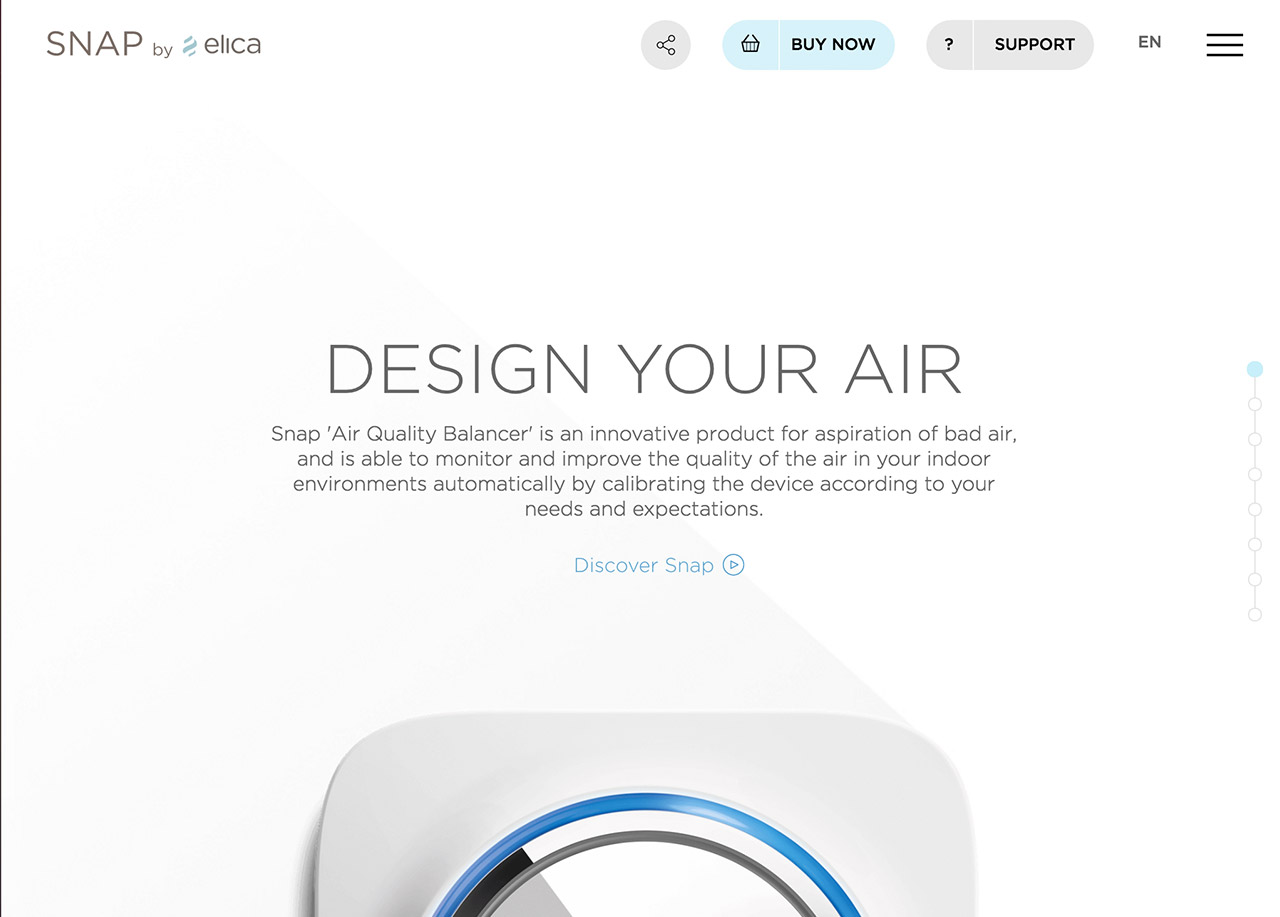 SNAP by elica
BUY NOW
? SUPPORT
EN
DESIGN YOUR AIR
Snap 'Air Quality Balancer' is an innovative product for aspiration of bad air,
and is able to monitor and improve the quality of the air in your indoor
environments automatically by calibrating the device according to your
needs and expectations.
Discover Snap